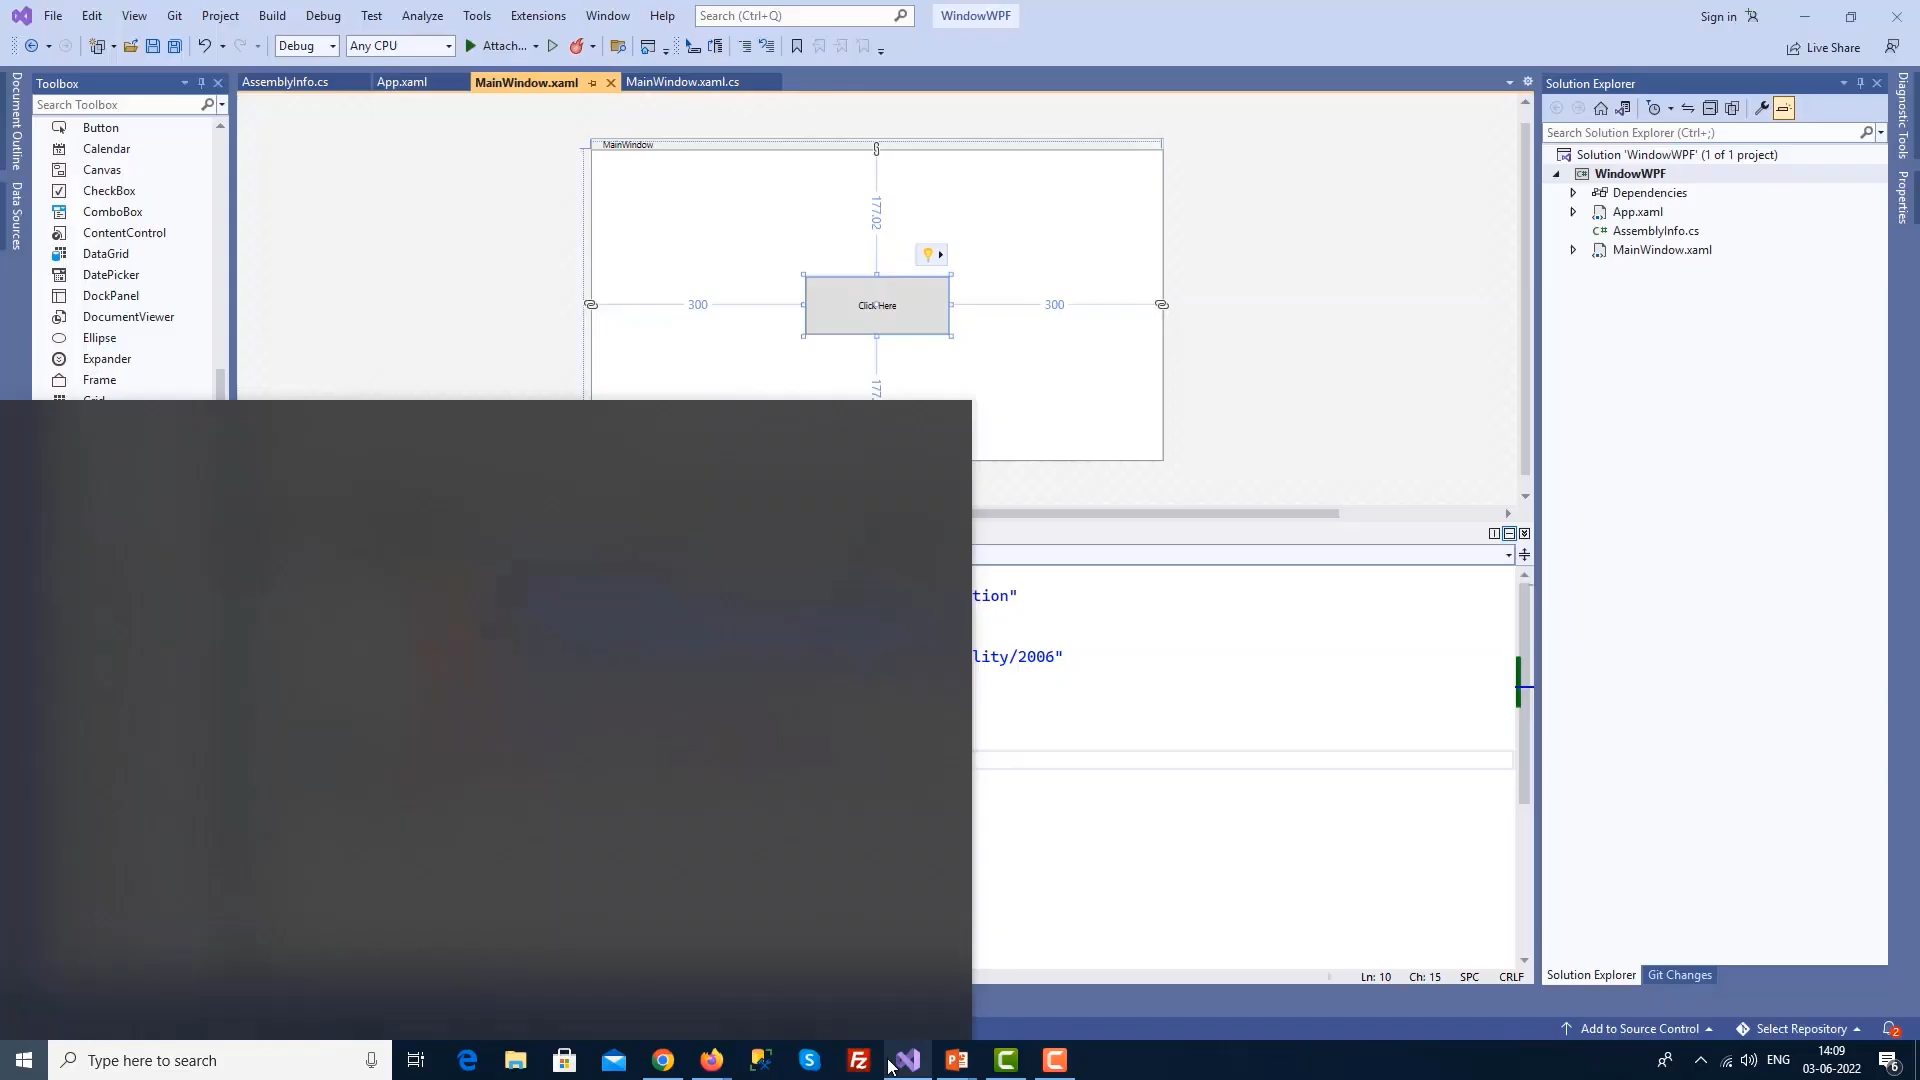 File Edit View Git Project Build Debug Test Analyze Tools Extensions Window Help Search (Ctrl+Q) WindowWPF Sign in
Debug Any CPU Attach... Live Share
Document Outline
Data Sources
Toolbox
Search Toolbox
Button
Calendar
Canvas
CheckBox
ComboBox
ContentControl
DataGrid
DatePicker
DockPanel
DocumentViewer
Ellipse
Expander
Frame
AssemblyInfo.cs App.xaml MainWindow.xaml MainWindow.xaml.cs
MainWindow
177.02
300 Click Here 300
177.
tion"
lity/2006"
Ln: 10 Ch: 15 SPC CRLF
Solution Explorer
Search Solution Explorer (Ctrl+;)
Solution 'WindowWPF' (1 of 1 project)
WindowWPF
Dependencies
App.xaml
AssemblyInfo.cs
MainWindow.xaml
Solution Explorer Git Changes
Diagnostic Tools
Properties
Add to Source Control Select Repository 2
Type here to search
ENG 14:09
03-06-2022 6